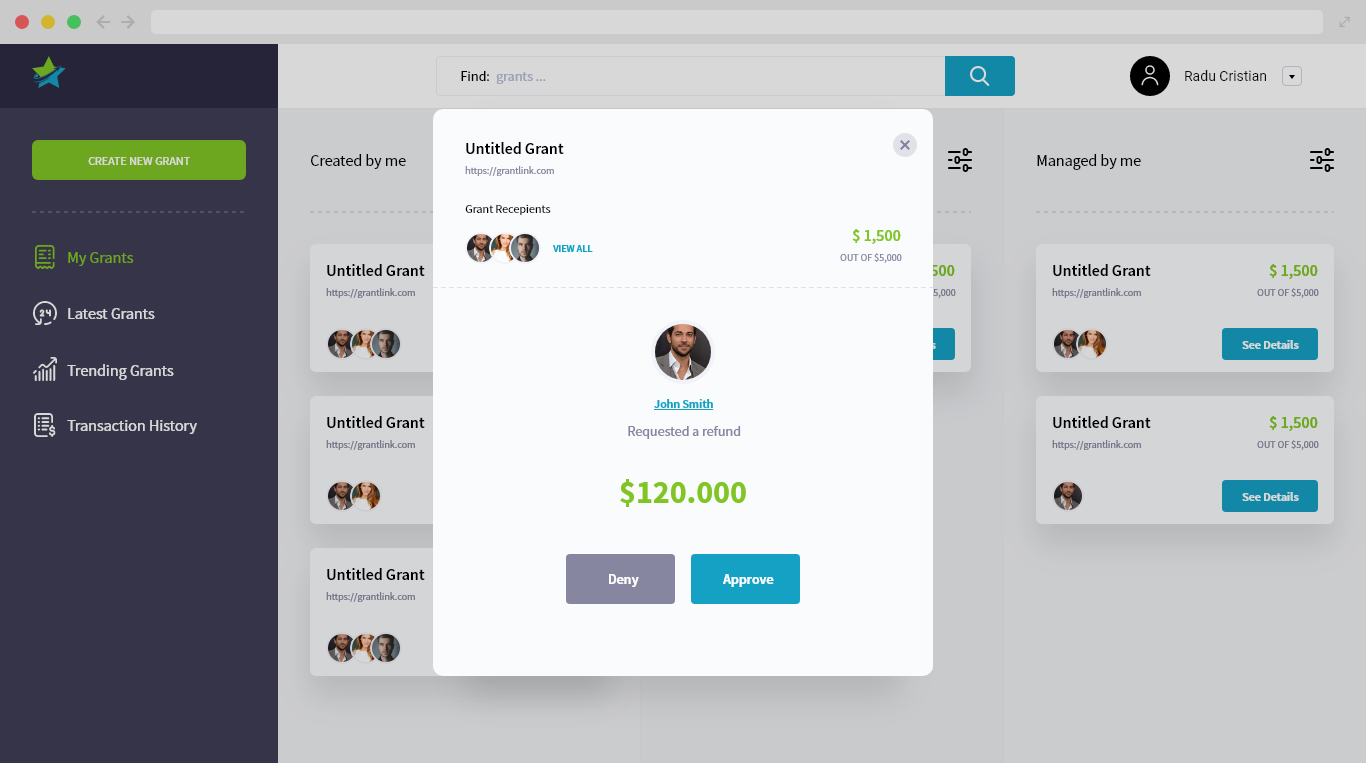 Find: grants ...
Radu Cristian
CREATE NEW GRANT
My Grants
24
Latest Grants
Trending Grants
Transaction History
Created by me
Untitled Grant
https://grantlink.com
Untitled Grant
https://grantlink.com
Untitled Grant
https://grantlink.com
Untitled Grant
https://grantlink.com
Grant Recepients
VIEW ALL
$ 1,500
OUT OF $5,000
John Smith
Requested a refund
$120.000
Deny
Approve
500
5,000
s
Managed by me
Untitled Grant
$ 1,500
https://grantlink.com
OUT OF $5,000
See Details
Untitled Grant
$ 1,500
https://grantlink.com
OUT OF $5,000
See Details